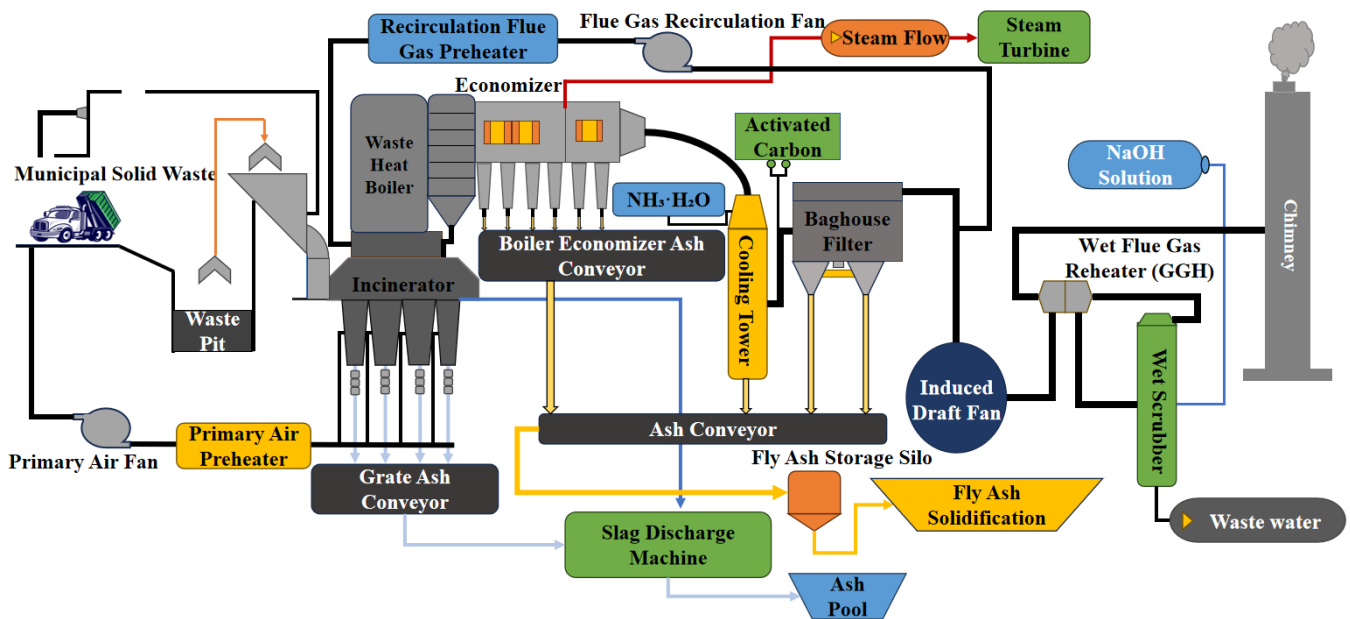 Recirculation Flue
Gas Preheater
Flue Gas Recirculation Fan
Steam Flow
Steam
Turbine
Economizer
Waste
Heat
Boiler
Activated
Carbon
Municipal Solid Waste
NH₃·H₂O
NaOH
Solution
Baghouse
Filter
Boiler Economizer Ash
Conveyor
Cooling Tower
Wet Flue Gas
Reheater (GGH)
Chimney
Incinerator
Waste
Pit
Induced
Draft Fan
Wet Scrubber
Primary Air Fan
Primary Air
Preheater
Ash Conveyor
Grate Ash
Conveyor
Fly Ash Storage Silo
Fly Ash
Solidification
Slag Discharge
Machine
Waste water
Ash
Pool